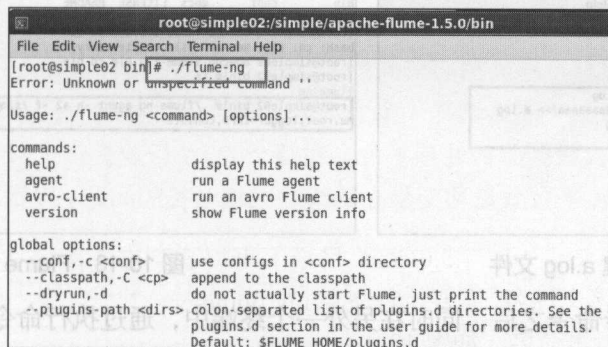 root@simple02:/simple/apache-flume-1.5.0/bin
File Edit View Search Terminal Help
[root@simple02 bin]# ./flume-ng
Error: Unknown or unspecified command ''
Usage: ./flume-ng <command> [options]...
commands:
help display this help text
agent run a Flume agent
avro-client run an avro Flume client
version show Flume version info
global options:
--conf,-c <conf> use configs in <conf> directory
--classpath,-C <cp> append to the classpath
--dryrun,-d do not actually start Flume, just print the command
--plugins-path <dirs> colon-separated list of plugins.d directories. See the
plugins.d section in the user guide for more details.
Default: $FLUME_HOME/plugins.d